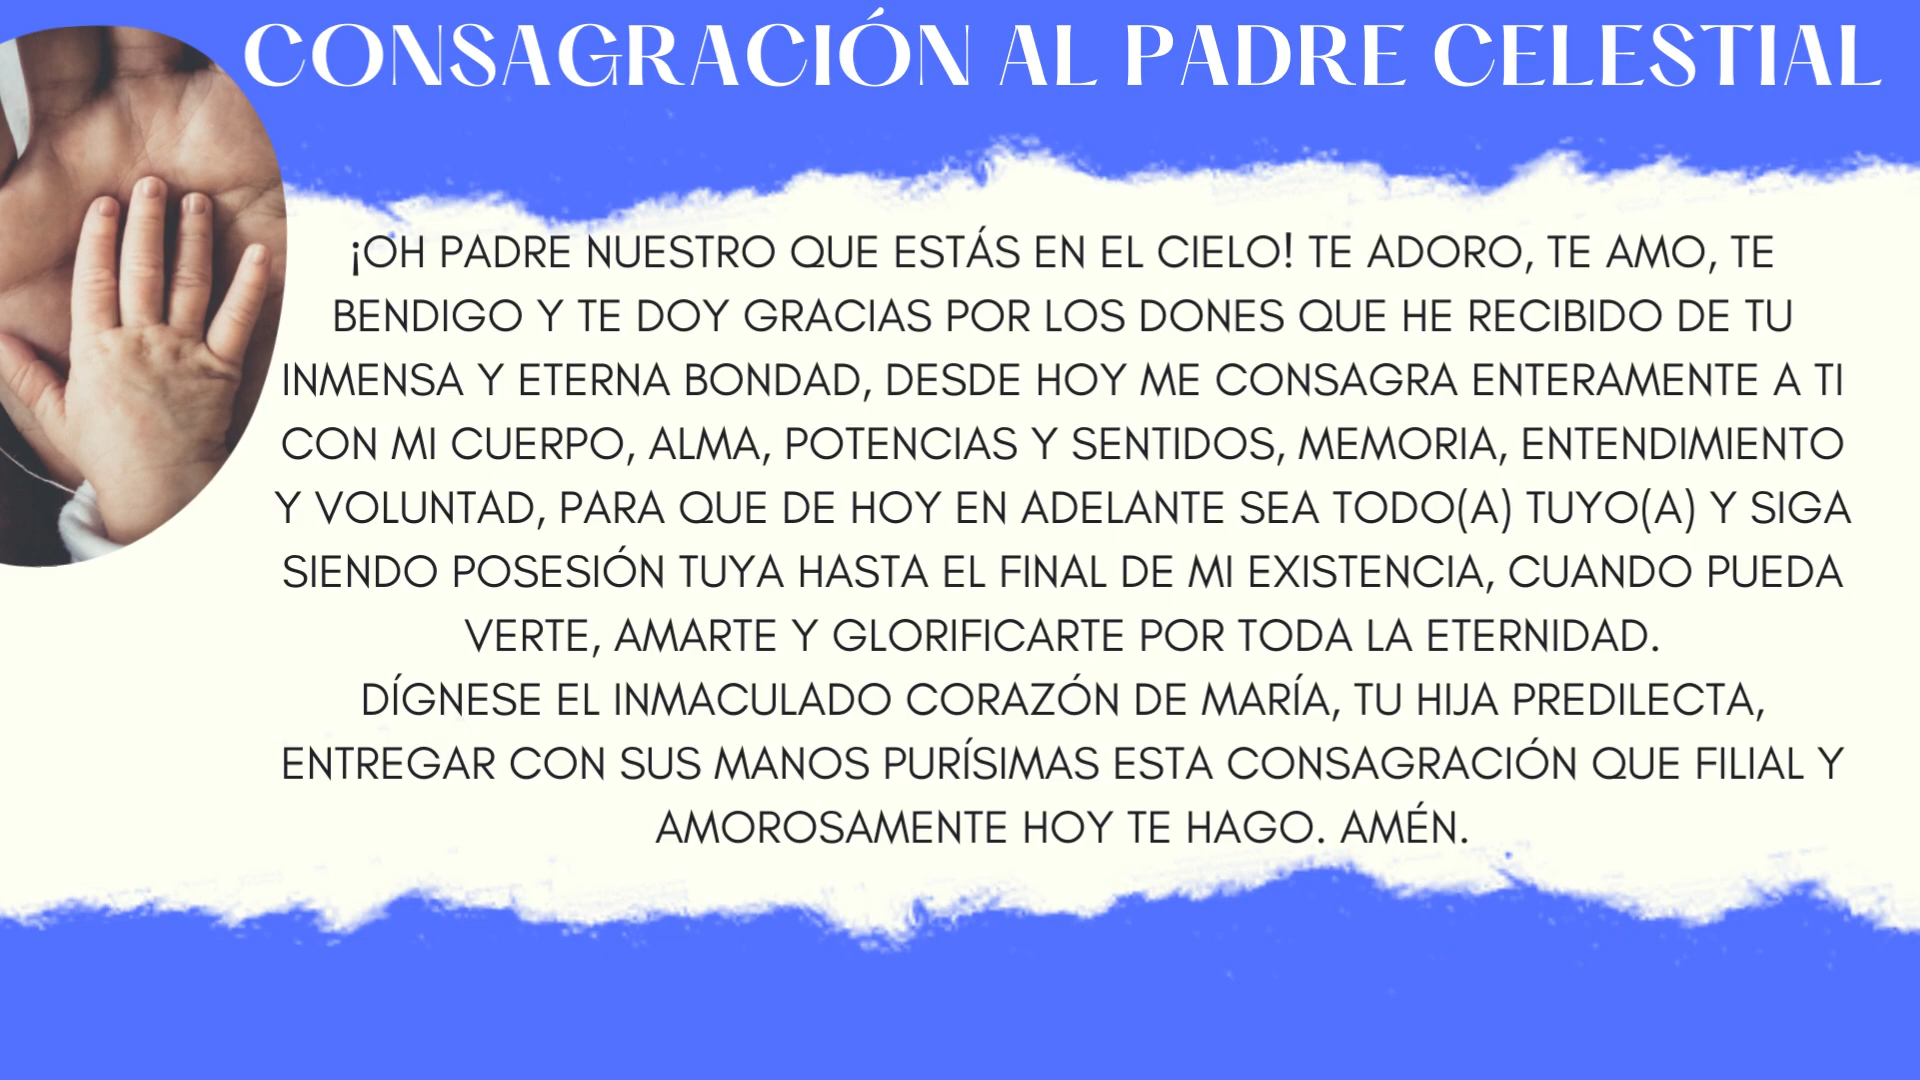 CONSAGRACIÓN AL PADRE CELESTIAL
¡OH PADRE NUESTRO QUE ESTÁS EN EL CIELO! TE ADORO, TE AMO, TE
BENDIGO Y TE DOY GRACIAS POR LOS DONES QUE HE RECIBIDO DE TU
INMENSA Y ETERNA BONDAD, DESDE HOY ME CONSAGRA ENTERAMENTE A TI
CON MI CUERPO, ALMA, POTENCIAS Y SENTIDOS, MEMORIA, ENTENDIMIENTO
Y VOLUNTAD, PARA QUE DE HOY EN ADELANTE SEA TODO(A) TUYO(A) Y SIGA
SIENDO POSESIÓN TUYA HASTA EL FINAL DE MI EXISTENCIA, CUANDO PUEDA
VERTE, AMARTE Y GLORIFICARTE POR TODA LA ETERNIDAD.
DÍGNESE EL INMACULADO CORAZÓN DE MARÍA, TU HIJA PREDILECTA,
ENTREGAR CON SUS MANOS PURÍSIMAS ESTA CONSAGRACIÓN QUE FILIAL Y
AMOROSAMENTE HOY TE HAGO. AMÉN.